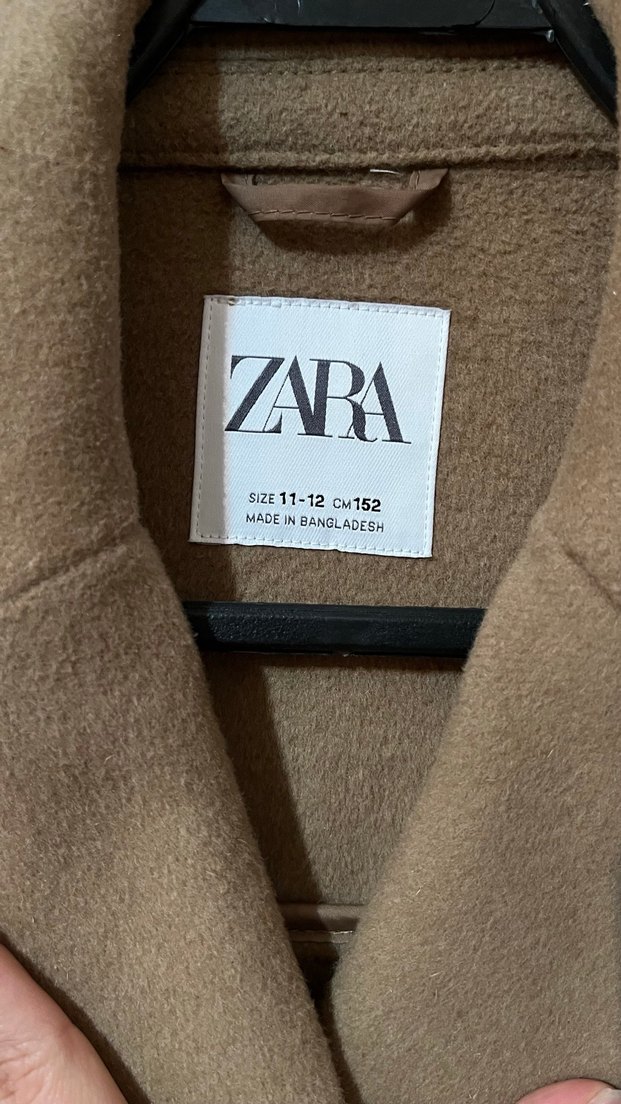 ZARA
SIZE 11-12 CM 152
MADE IN BANGLADESH